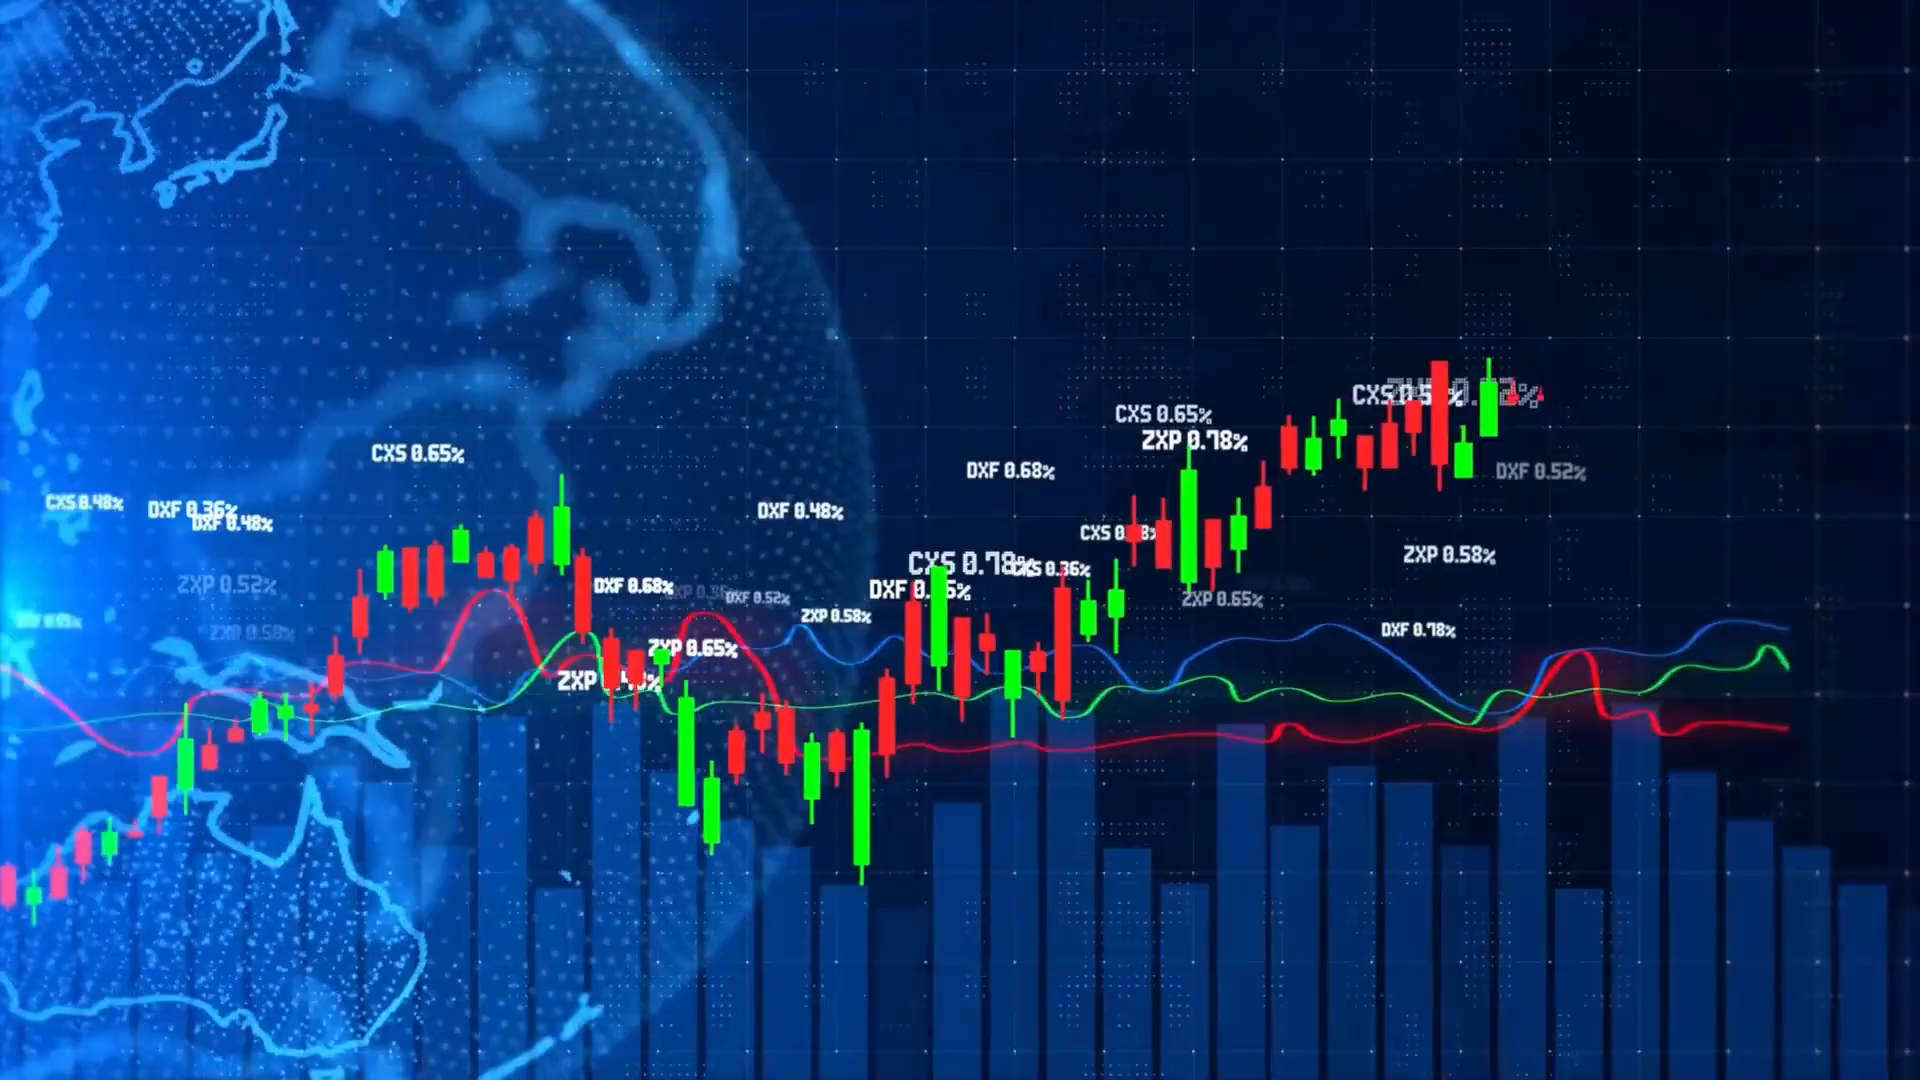 CXS 0.65%
CXS 0.65%
ZXP 0.78%
DXF 0.68%
DXF 0.52%
CXS 0.48%
DXF 0.36%
DXF 0.48%
DXF 0.48%
CXS 0.36%
ZXP 0.58%
CXS 0.78%
ZXP 0.52%
DXF 0.68%
DXF 0.52%
ZXP 0.65%
ZXP 0.58%
ZXP 0.58%
DXF 0.78%
ZXP 0.65%